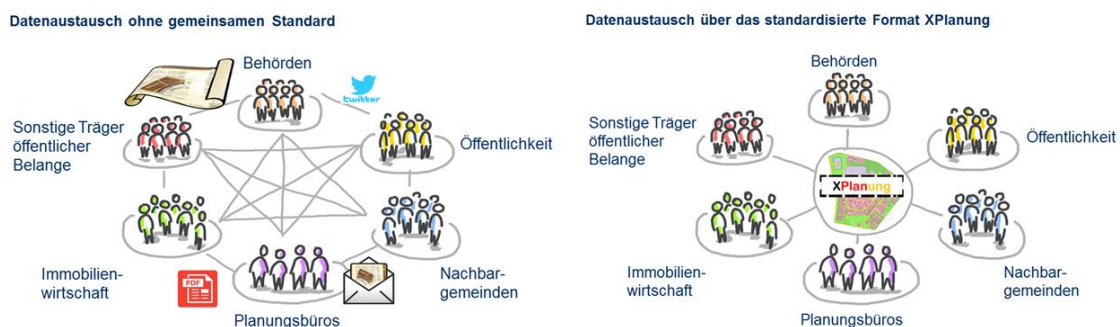 Datenaustausch ohne gemeinsamen Standard
Behörden
twitter
Sonstige Träger
öffentlicher
Belange
Öffentlichkeit
Immobilien-
wirtschaft
PDF
Nachbar-
gemeinden
Planungsbüros
Datenaustausch über das standardisierte Format XPlanung
Behörden
Sonstige Träger
öffentlicher
Belange
Öffentlichkeit
XPlanung
Immobilien-
wirtschaft
Nachbar-
gemeinden
Planungsbüros